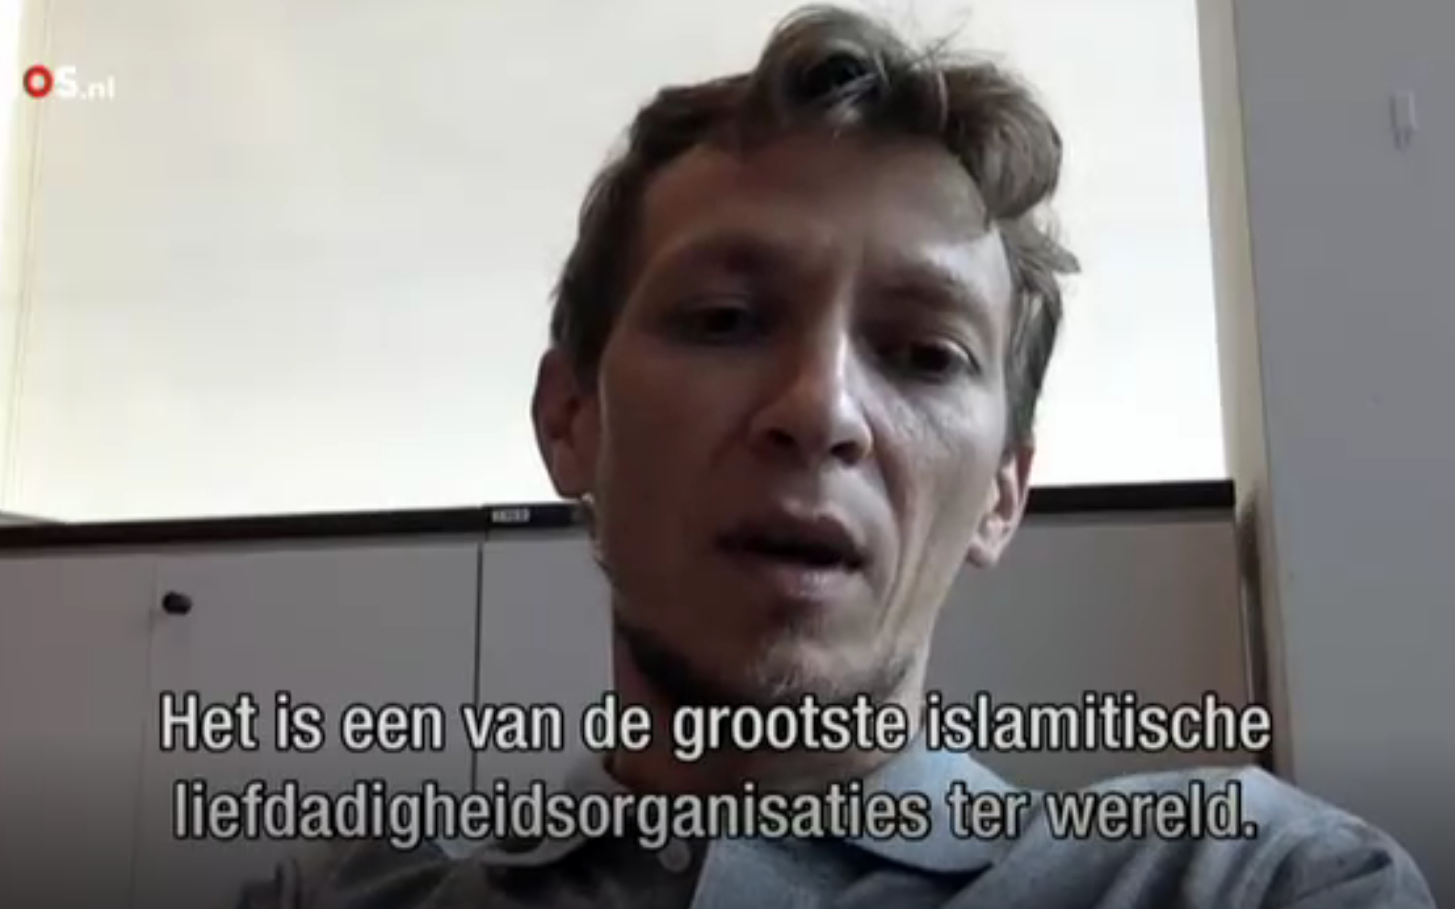 OS.nl
Het is een van de grootste islamitische
liefdadigheidsorganisaties ter wereld.